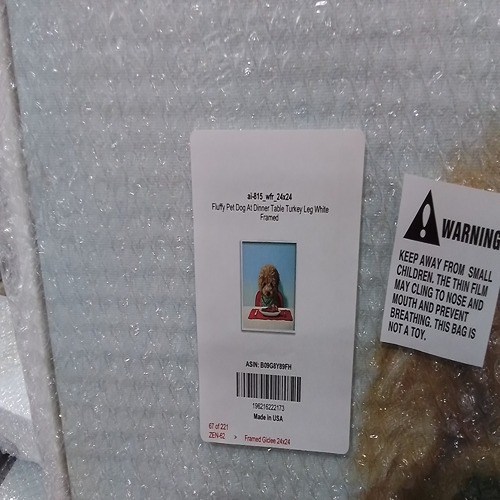 ai-815_wfr_24x24
Fluffy Pet Dog At Dinner Table Turkey Leg White
Framed
ASIN: B09G8Y89FH
196216222173
Made in USA
67 of 221
ZEN-62 > Framed Giclee 24x24
WARNING
KEEP AWAY FROM SMALL
CHILDREN. THE THIN FILM
MAY CLING TO NOSE AND
MOUTH AND PREVENT
BREATHING. THIS BAG IS
NOT A TOY.